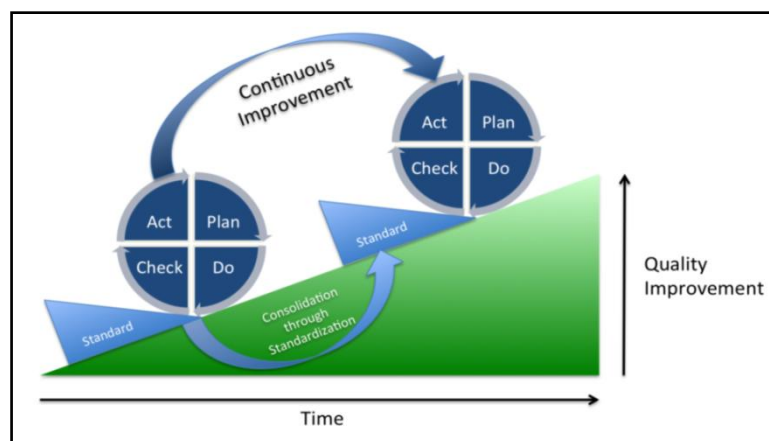 Continuous
Improvement
Act Plan
Check Do
Act Plan
Check Do
Standard
Standard
Consolidation
through
Standardization
Quality
Improvement
Time